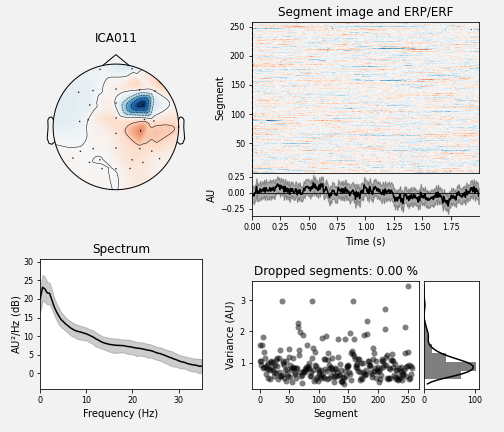 ICA011
Segment image and ERP/ERF
Segment
250
200
150
100
50
AU
0.25
0.00
−0.25
0.00 0.25 0.50 0.75 1.00 1.25 1.50 1.75
Time (s)
Spectrum
AU²/Hz (dB)
30
25
20
15
10
5
0
0 10 20 30
Frequency (Hz)
Dropped segments: 0.00 %
Variance (AU)
3
2
1
0 50 100 150 200 250
Segment
0 100